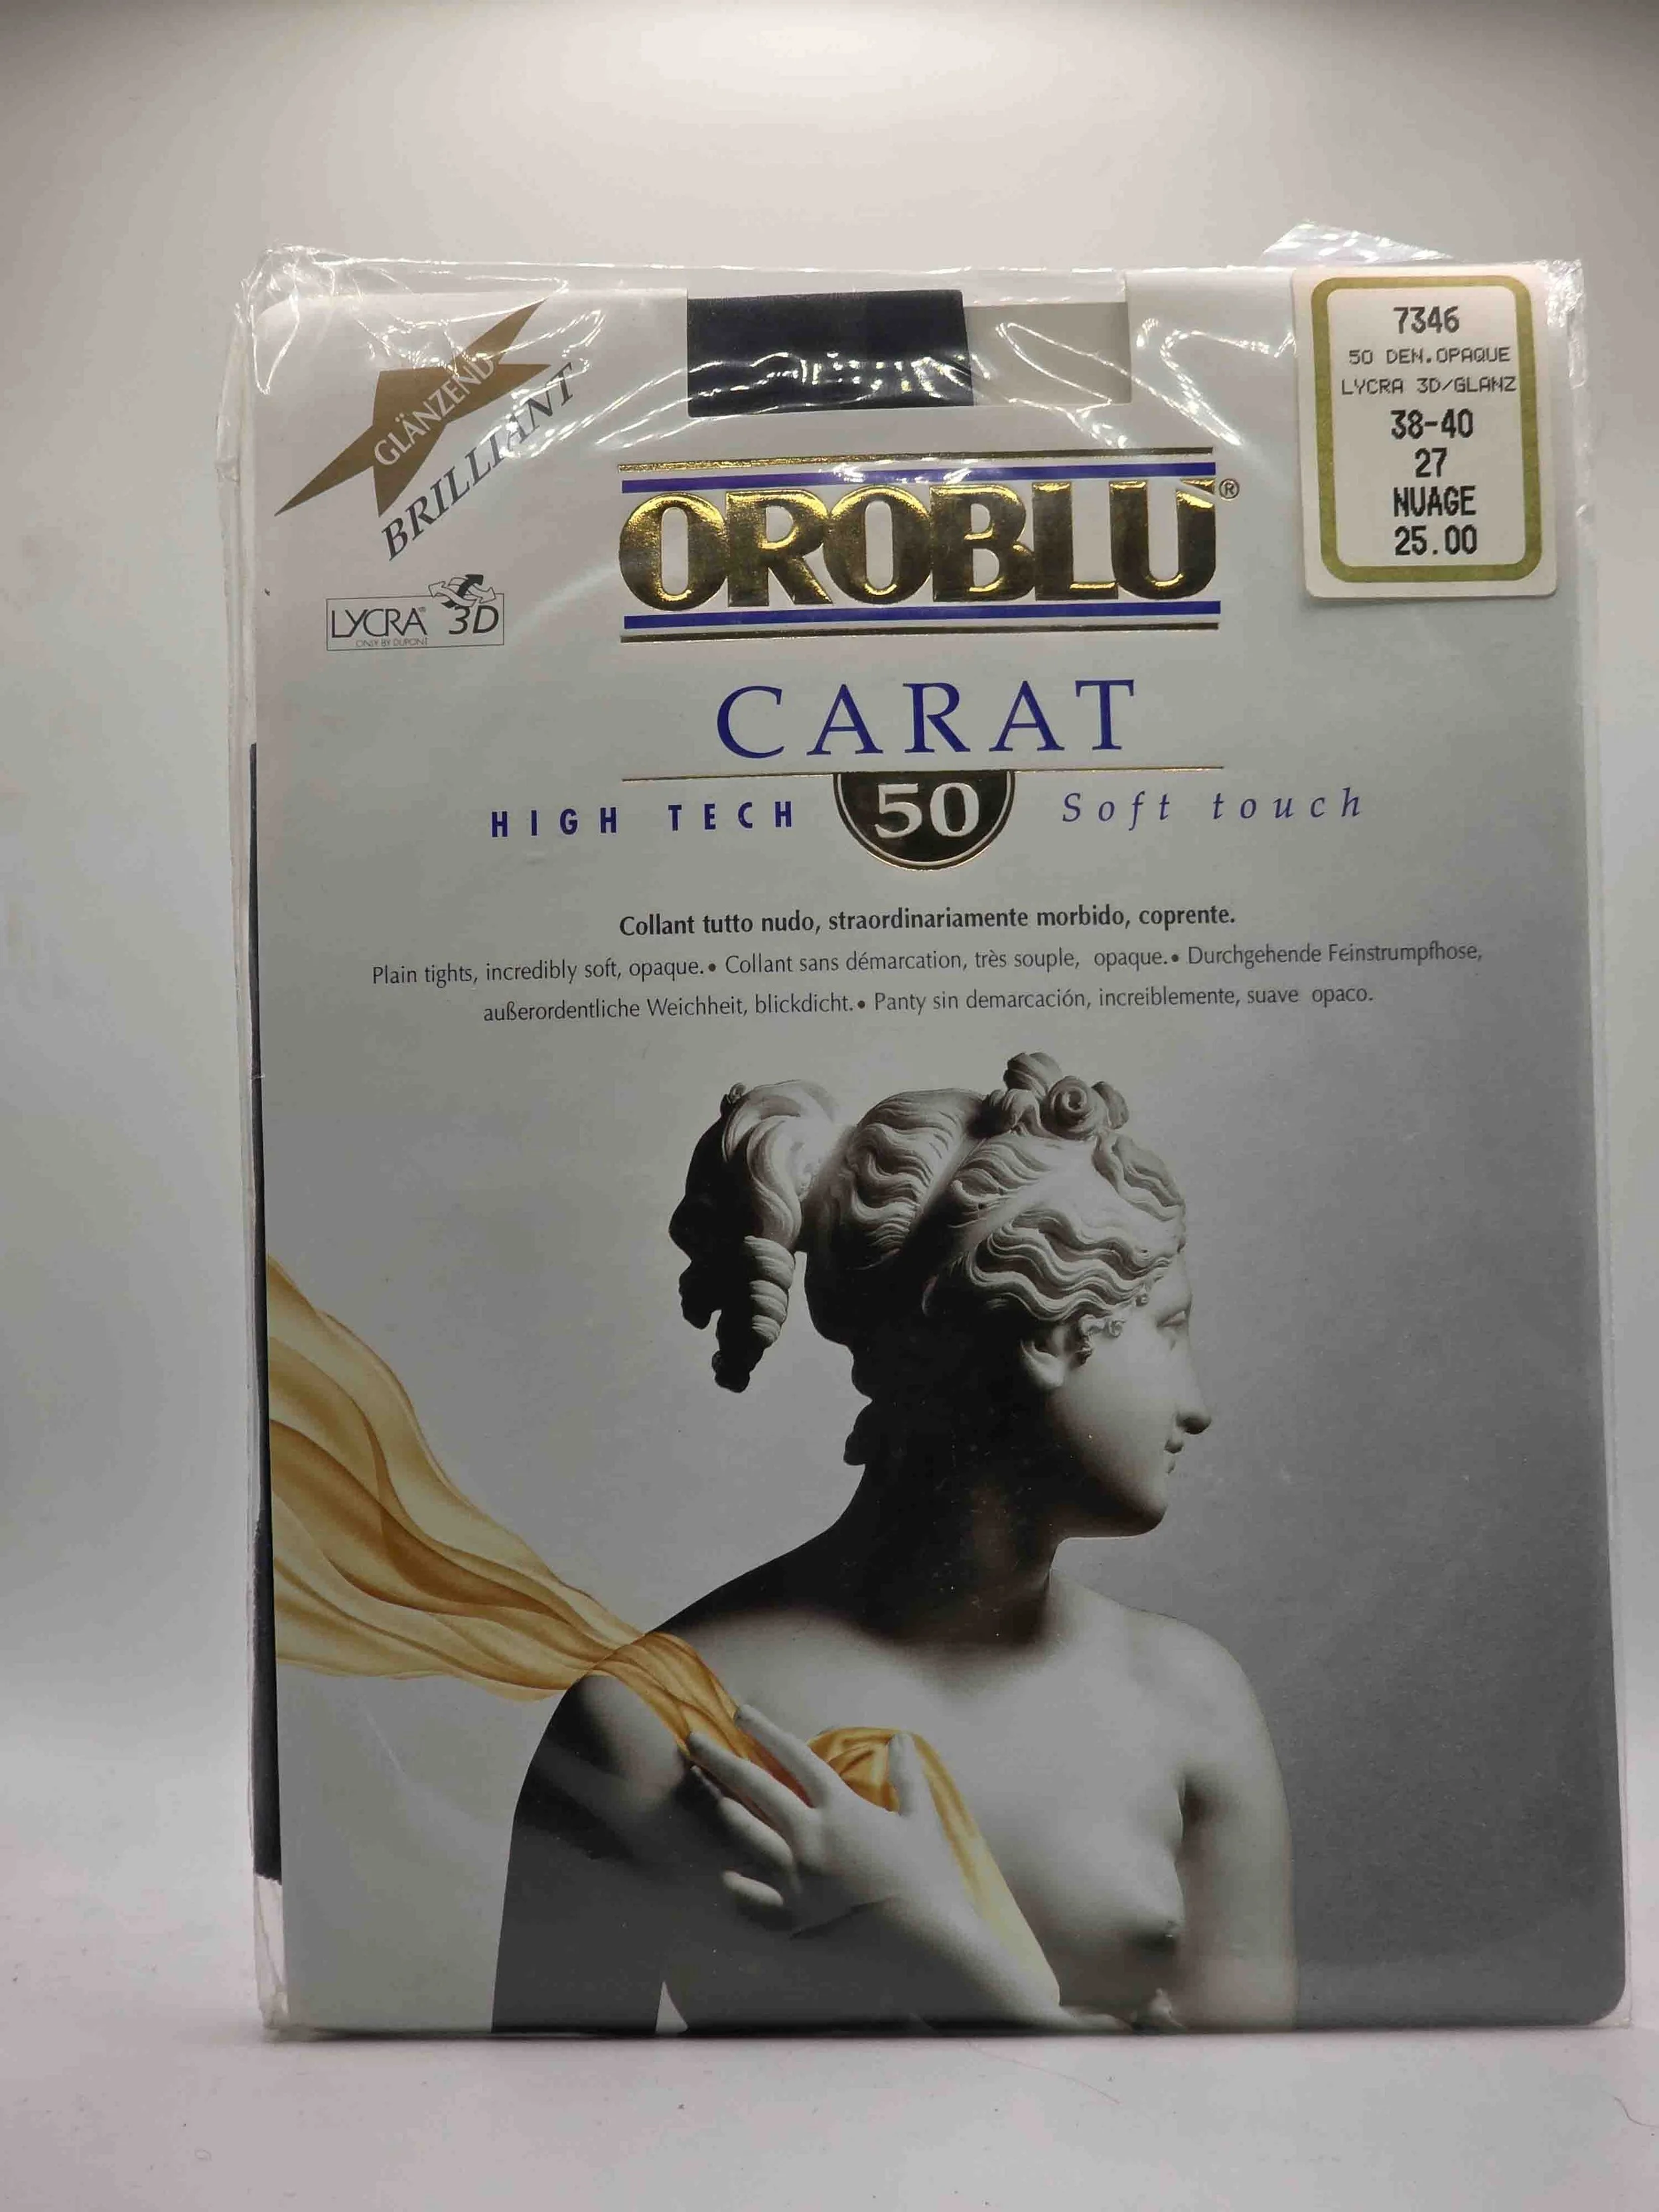 GLÄNZEND
BRILLIANT
LYCRA® 3D
ONLY BY DUPONT
7346
50 DEN.OPAQUE
LYCRA 3D/GLANZ
38-40
27
NUAGE
25.00
OROBLU®
CARAT
HIGH TECH 50 Soft touch
Collant tutto nudo, straordinariamente morbido, coprente.
Plain tights, incredibly soft, opaque.• Collant sans démarcation, très souple, opaque.• Durchgehende Feinstrumpfhose,
außerordentliche Weichheit, blickdicht.• Panty sin demarcación, increiblemente, suave opaco.